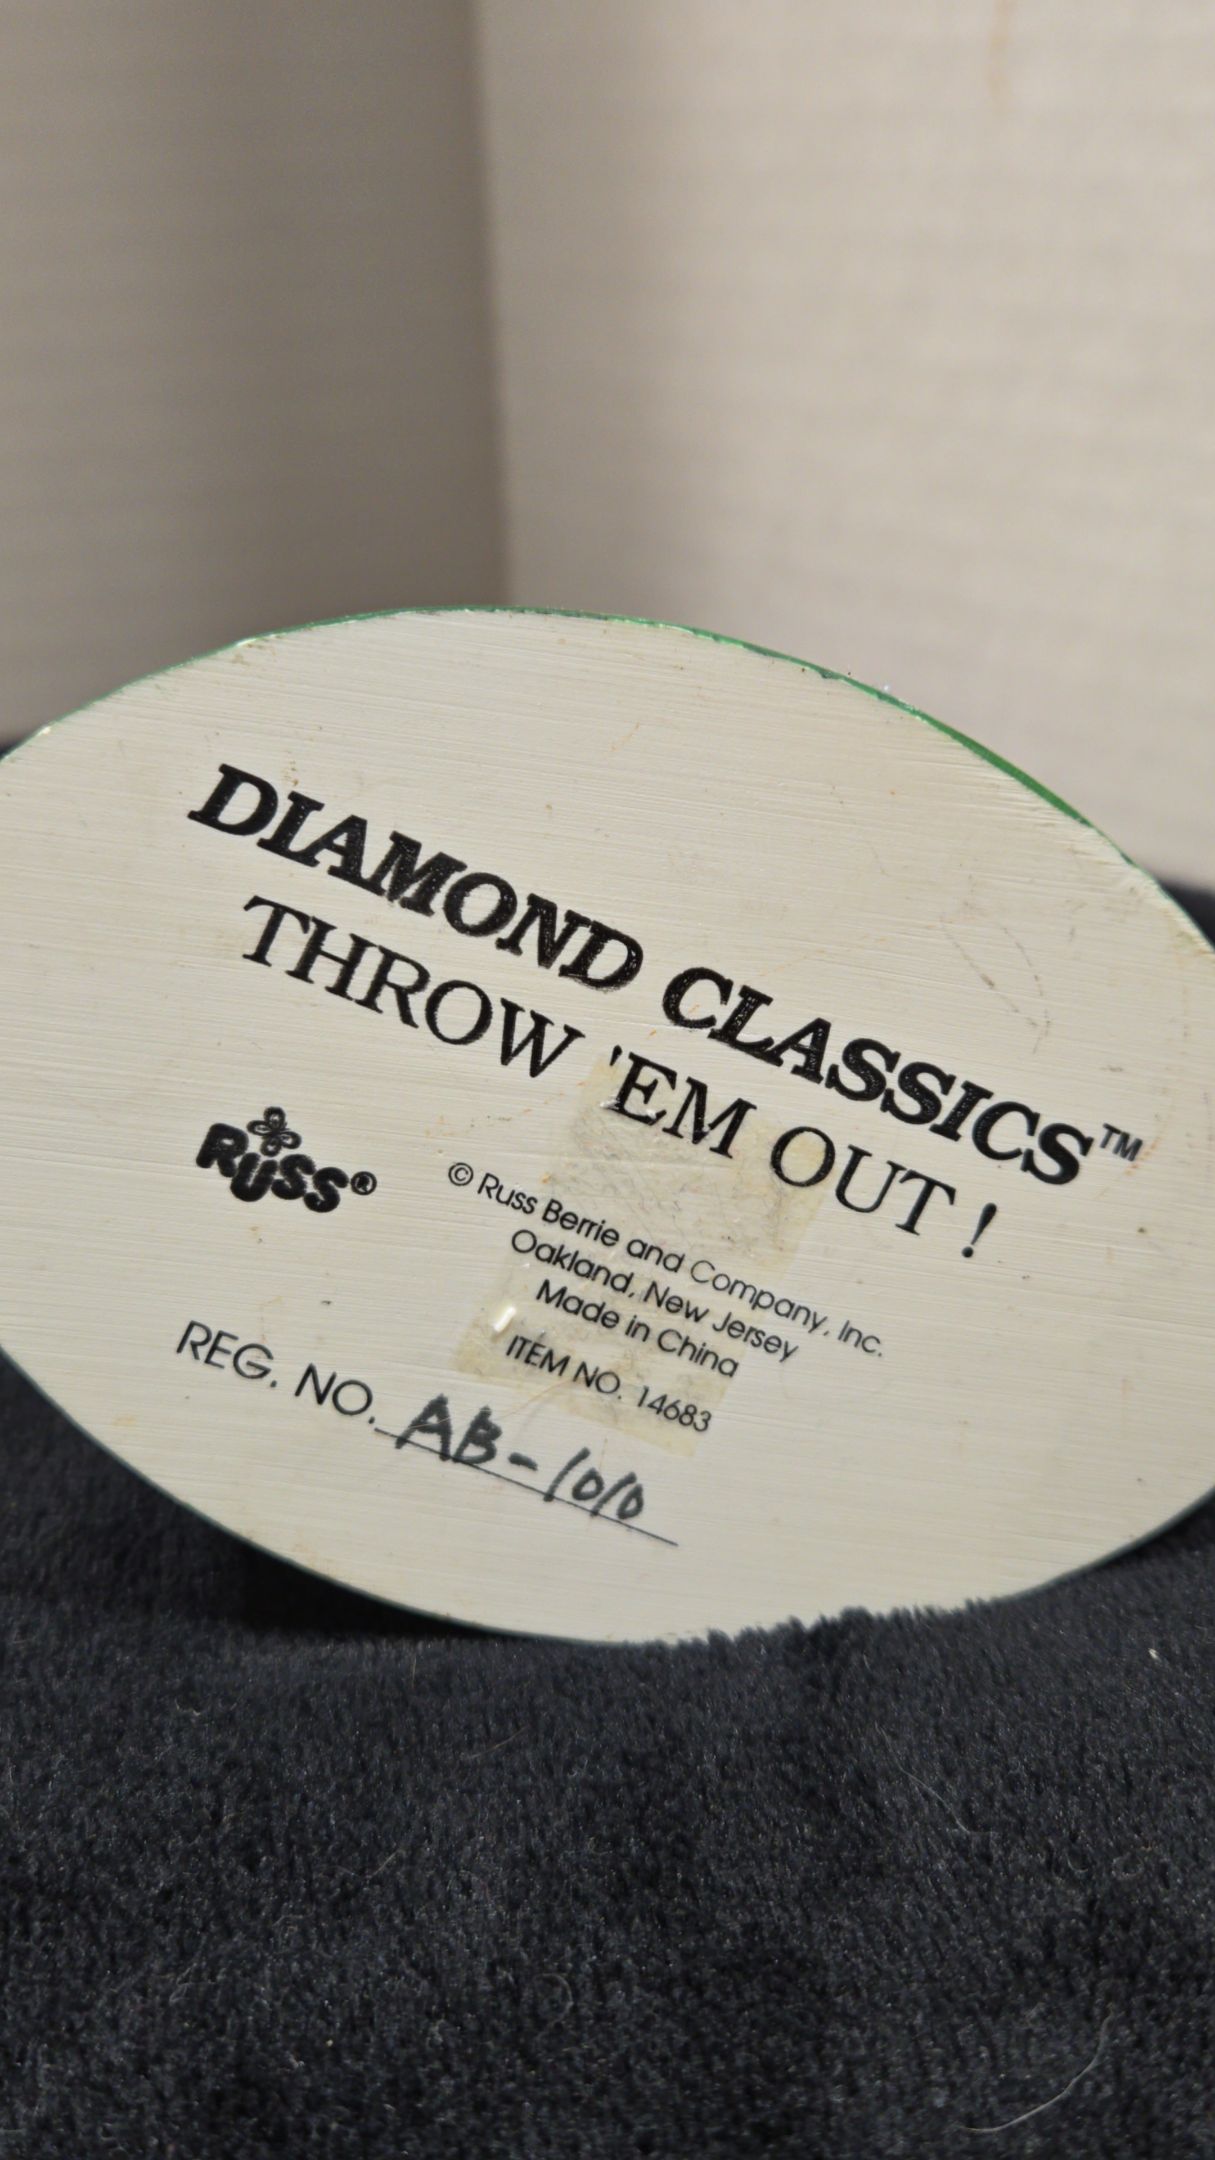 DIAMOND CLASSICS™
THROW 'EM OUT !
RUSS®
© Russ Berrie and Company, Inc.
Oakland, New Jersey
Made in China
ITEM NO. 14683
REG. NO. AB-1010